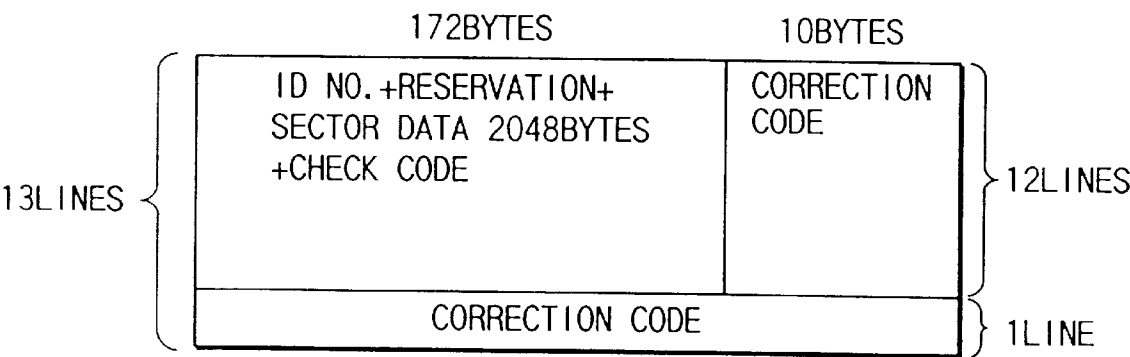 172BYTES
10BYTES
ID NO.+RESERVATION+
SECTOR DATA 2048BYTES
+CHECK CODE
CORRECTION
CODE
13LINES
12LINES
CORRECTION CODE
1LINE